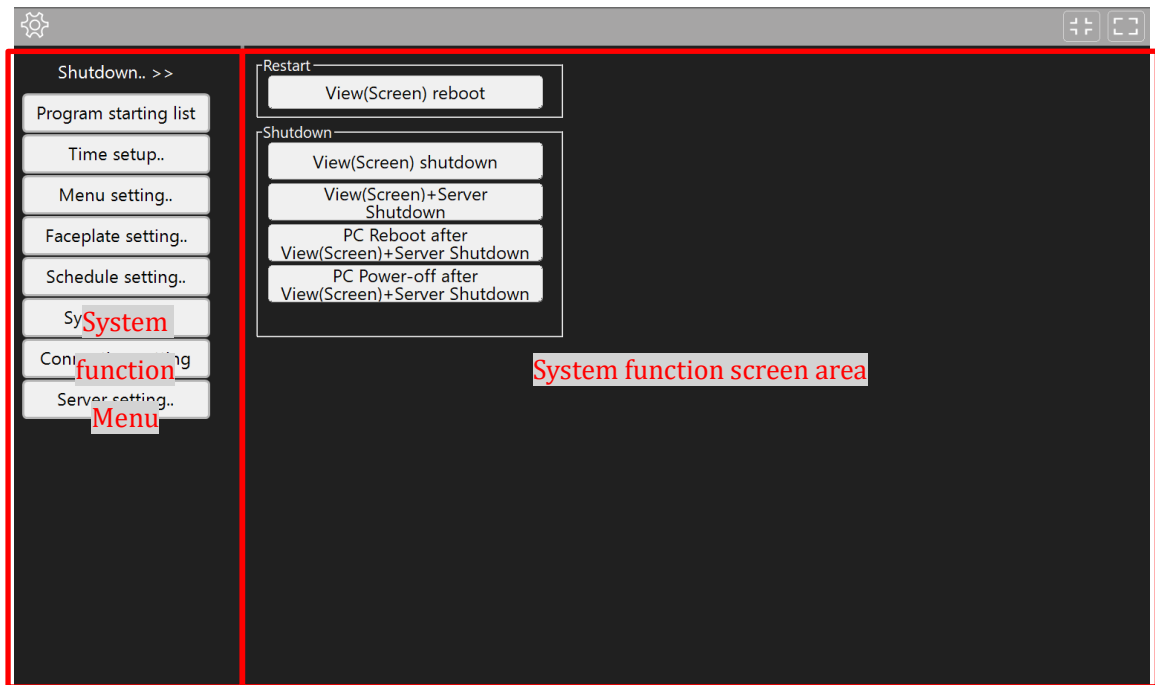 Shutdown.. >>
Program starting list
Time setup..
Menu setting..
Faceplate setting..
Schedule setting..
Server setting..
System
function
Menu
Restart
View(Screen) reboot
Shutdown
View(Screen) shutdown
View(Screen)+Server
Shutdown
PC Reboot after
View(Screen)+Server Shutdown
PC Power-off after
View(Screen)+Server Shutdown
System function screen area